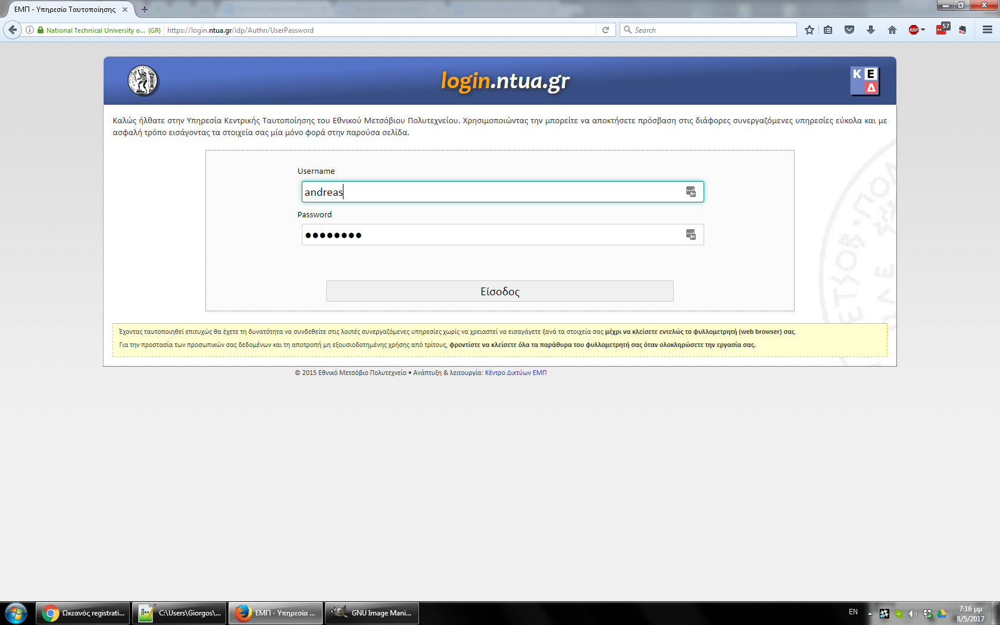 ΕΜΠ - Υπηρεσία Ταυτοποίησης
National Technical University o... (GR)
https://login.ntua.gr/idp/Authn/UserPassword
Search
ABP
57
login.ntua.gr
Κ Ε Δ
Καλώς ήλθατε στην Υπηρεσία Κεντρικής Ταυτοποίησης του Εθνικού Μετσόβιου Πολυτεχνείου. Χρησιμοποιώντας την μπορείτε να αποκτήσετε πρόσβαση στις διάφορες συνεργαζόμενες υπηρεσίες εύκολα και με
ασφαλή τρόπο εισάγοντας τα στοιχεία σας μία μόνο φορά στην παρούσα σελίδα.
Username
andreas
9+
Password
●●●●●●●●
9+
Είσοδος
Έχοντας ταυτοποιηθεί επιτυχώς θα έχετε τη δυνατότητα να συνδεθείτε στις λοιπές συνεργαζόμενες υπηρεσίες χωρίς να χρειαστεί να εισαγάγετε ξανά τα στοιχεία σας μέχρι να κλείσετε εντελώς το φυλλομετρητή (web browser) σας.
Για την προστασία των προσωπικών σας δεδομένων και τη αποτροπή μη εξουσιοδοτημένης χρήσης από τρίτους, φροντίστε να κλείσετε όλα τα παράθυρα του φυλλομετρητή σας όταν ολοκληρώσετε την εργασία σας.
© 2015 Εθνικό Μετσόβιο Πολυτεχνείο • Ανάπτυξη & λειτουργία: Κέντρο Δικτύων ΕΜΠ
Ωκεανός registrati...
C:\Users\Giorgos\...
ΕΜΠ - Υπηρεσία ...
GNU Image Mani...
EN
7:16 μμ
8/5/2017